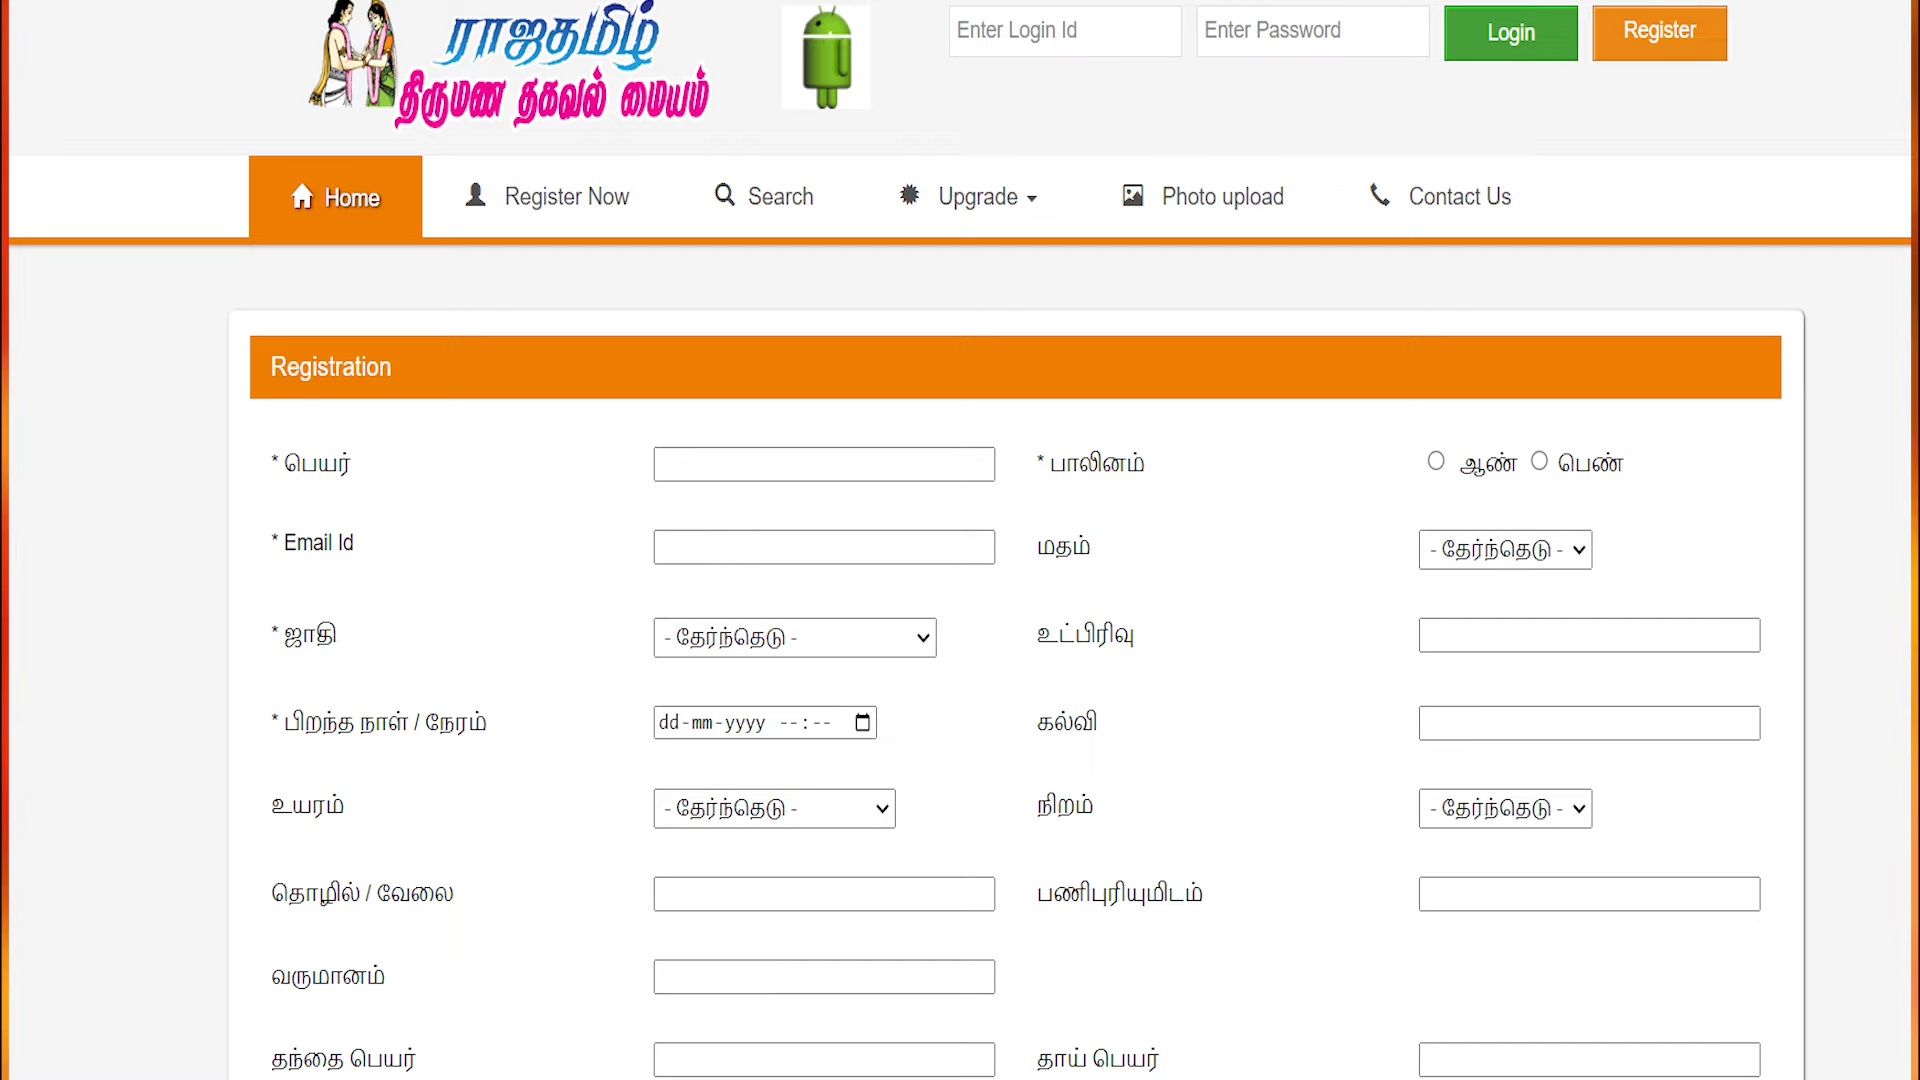 ராஜதமிழ்
திருமண தகவல் மையம்
Enter Login Id
Enter Password
Login
Register
Home
Register Now
Search
Upgrade
Photo upload
Contact Us
Registration
* பெயர்
* பாலினம்
ஆண் பெண்
* Email Id
மதம்
- தேர்ந்தெடு -
* ஜாதி
- தேர்ந்தெடு -
உட்பிரிவு
* பிறந்த நாள் / நேரம்
dd-mm-yyyy --:--
கல்வி
உயரம்
- தேர்ந்தெடு -
நிறம்
- தேர்ந்தெடு -
தொழில் / வேலை
பணிபுரியுமிடம்
வருமானம்
தந்தை பெயர்
தாய் பெயர்